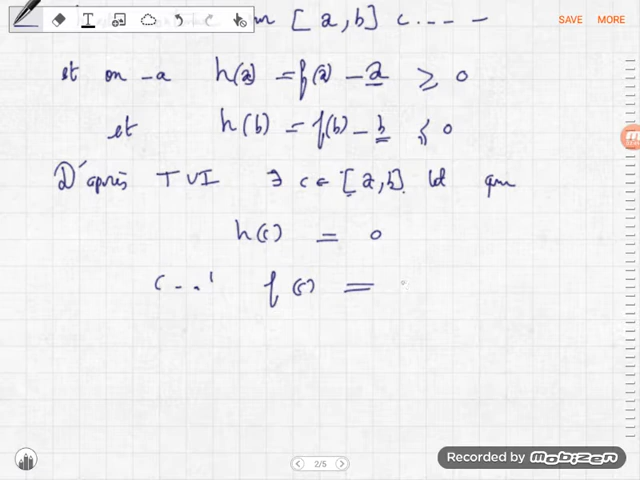 SAVE MORE
[a,b] c----
et on -a h(a) = f(a) - a ≥ 0
et h(b) = f(b) - b ≤ 0
D'après TVI ∃ c ∈ [a,b] tel que
h(c) = 0
c--à' f(c) =
2/5
Recorded by MOBIZEN